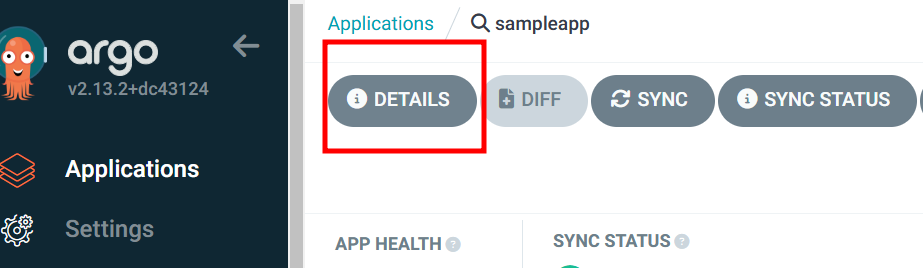 argo
v2.13.2+dc43124
Applications
Settings
Applications / sampleapp
DETAILS
DIFF
SYNC
SYNC STATUS
APP HEALTH
SYNC STATUS